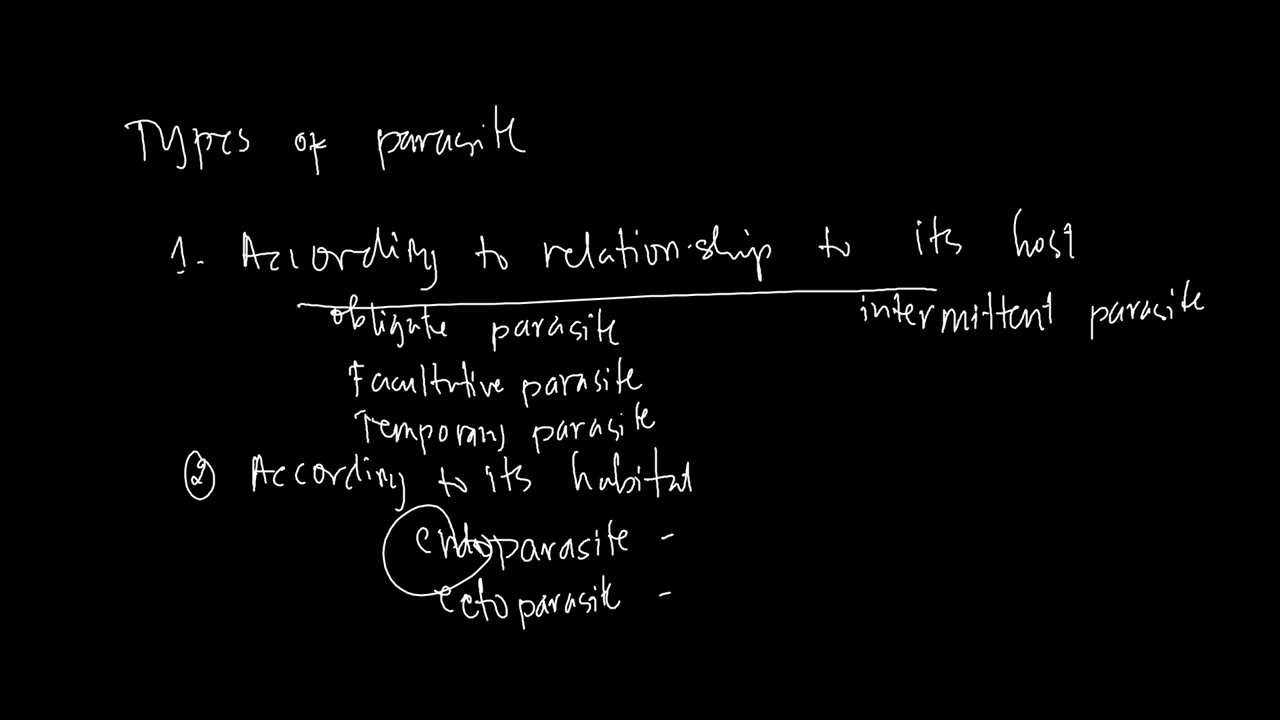 Types of parasite
1. According to relationship to its host
obligate parasite
intermittent parasite
Facultative parasite
Temporary parasite
② According to its habitat
endoparasite -
ectoparasite -